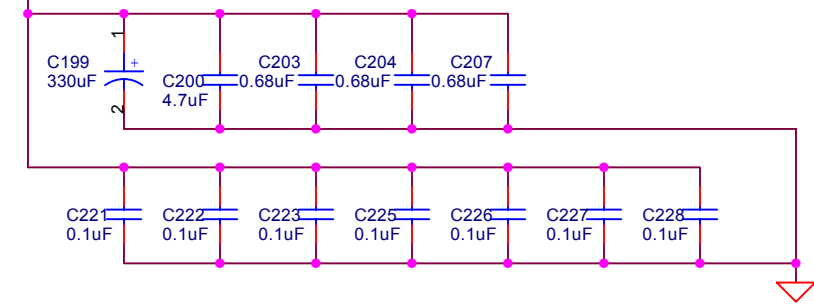 1
C199
330uF
+
2
C200
4.7uF
C203
0.68uF
C204
0.68uF
C207
0.68uF
C221
0.1uF
C222
0.1uF
C223
0.1uF
C225
0.1uF
C226
0.1uF
C227
0.1uF
C228
0.1uF